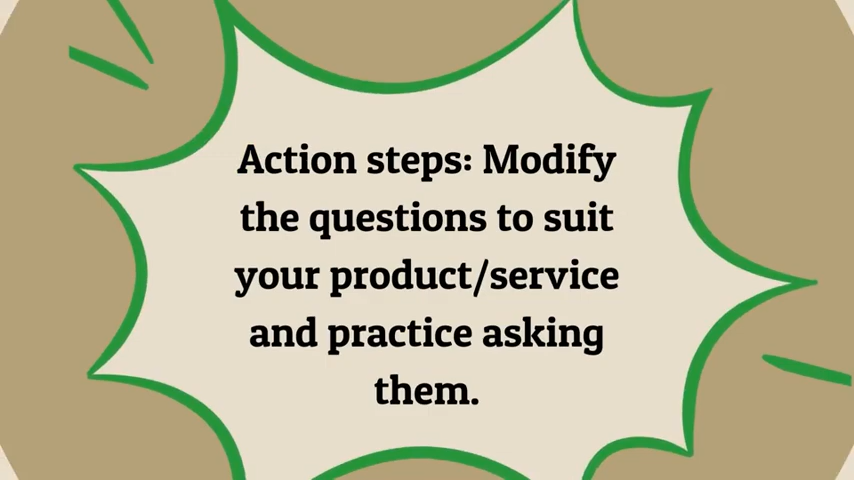 Action steps: Modify
the questions to suit
your product/service
and practice asking
them.